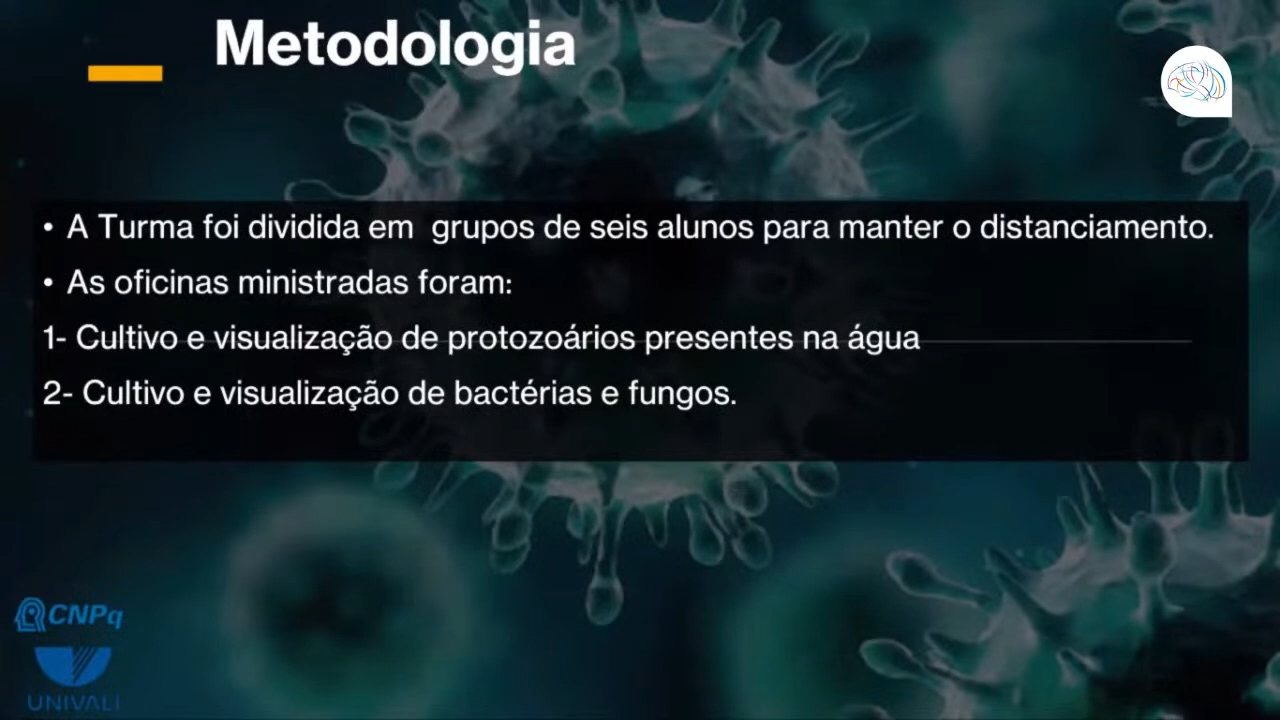 Metodologia
• A Turma foi dividida em  grupos de seis alunos para manter o distanciamento.
• As oficinas ministradas foram:
1- Cultivo e visualização de protozoários presentes na água
2- Cultivo e visualização de bactérias e fungos.
CNPq
UNIVALI